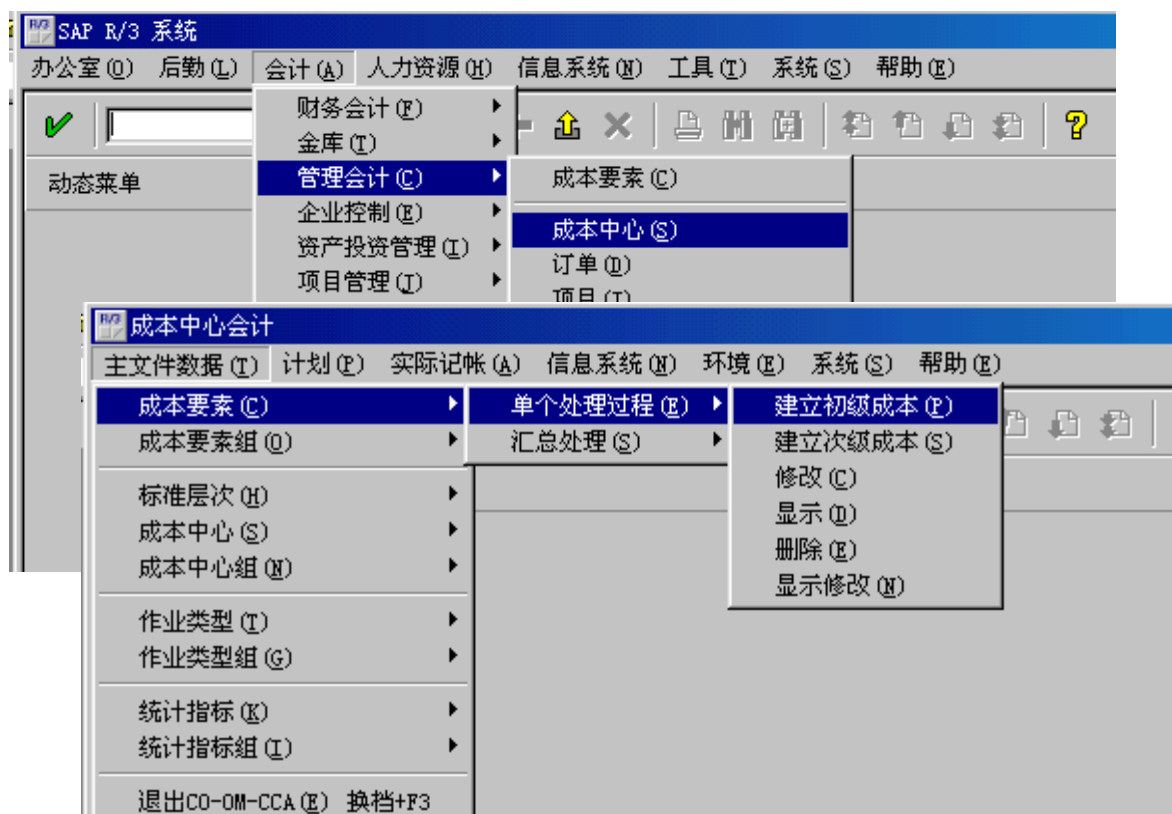 SAP R/3 系统
办公室(O) 后勤(L) 会计(A) 人力资源(H) 信息系统(N) 工具(T) 系统(S) 帮助(E)
财务会计(F)
金库(T)
管理会计(C)
企业控制(E)
资产投资管理(I)
项目管理(J)
动态菜单
成本要素(C)
成本中心(S)
订单(D)
项目(T)
成本中心会计
主文件数据(T) 计划(P) 实际记帐(A) 信息系统(N) 环境(E) 系统(S) 帮助(E)
成本要素(C)
成本要素组(O)
标准层次(H)
成本中心(S)
成本中心组(N)
作业类型(T)
作业类型组(G)
统计指标(K)
统计指标组(I)
退出CO-OM-CCA(E) 换档+F3
单个处理过程(E)
汇总处理(S)
建立初级成本(P)
建立次级成本(S)
修改(C)
显示(D)
删除(E)
显示修改(N)